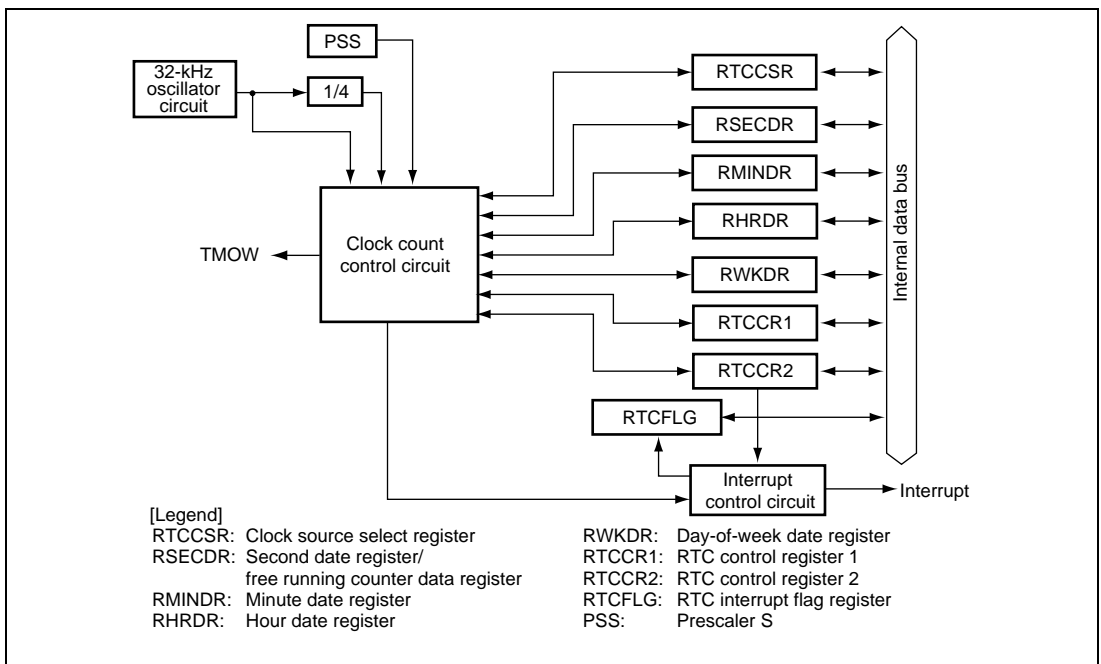 PSS
32-kHz
oscillator
circuit
1/4
RTCCSR
RSECDR
RMINDR
RHRDR
RWKDR
RTCCR1
RTCCR2
RTCFLG
Internal data bus
TMOW
Clock count
control circuit
Interrupt
control circuit
Interrupt
[Legend]
RTCCSR: Clock source select register
RSECDR: Second date register/
free running counter data register
RMINDR: Minute date register
RHRDR: Hour date register
RWKDR: Day-of-week date register
RTCCR1: RTC control register 1
RTCCR2: RTC control register 2
RTCFLG: RTC interrupt flag register
PSS: Prescaler S